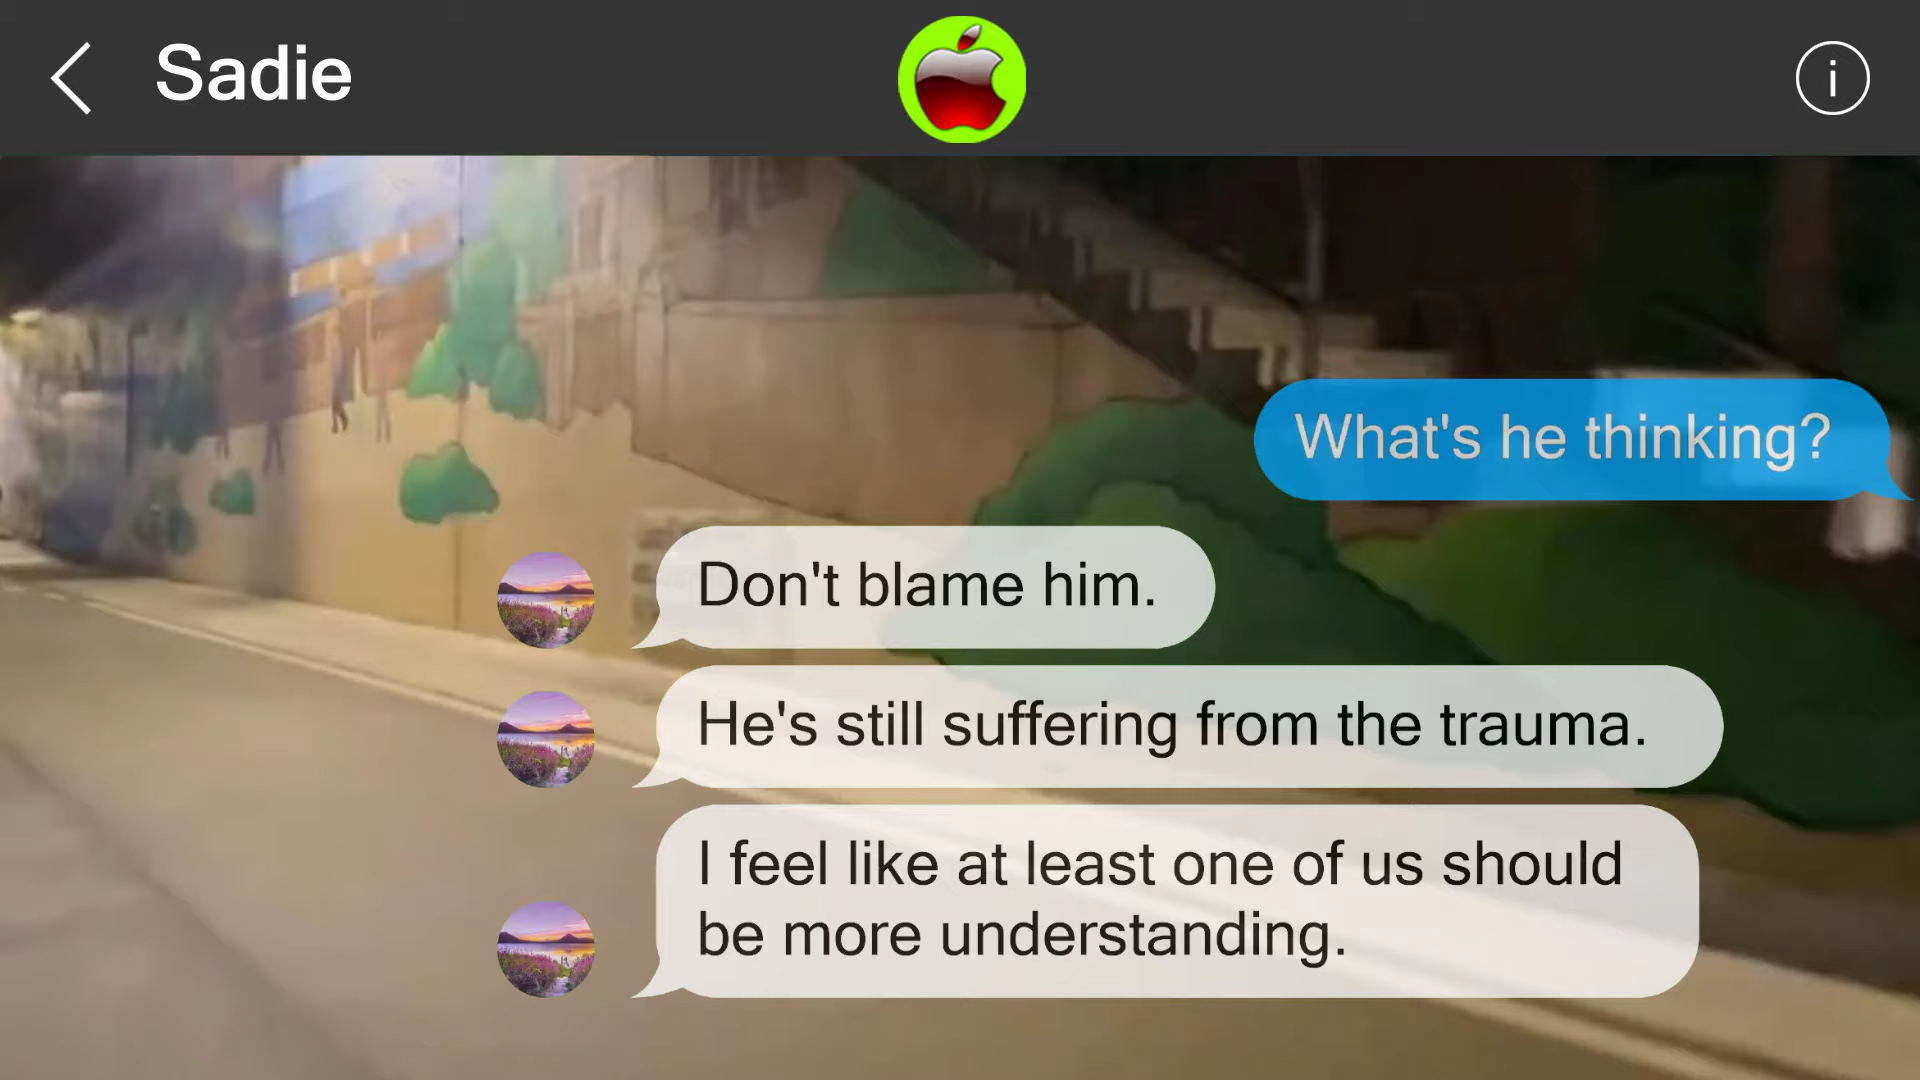 Sadie
i
What's he thinking?
Don't blame him.
He's still suffering from the trauma.
I feel like at least one of us should
be more understanding.